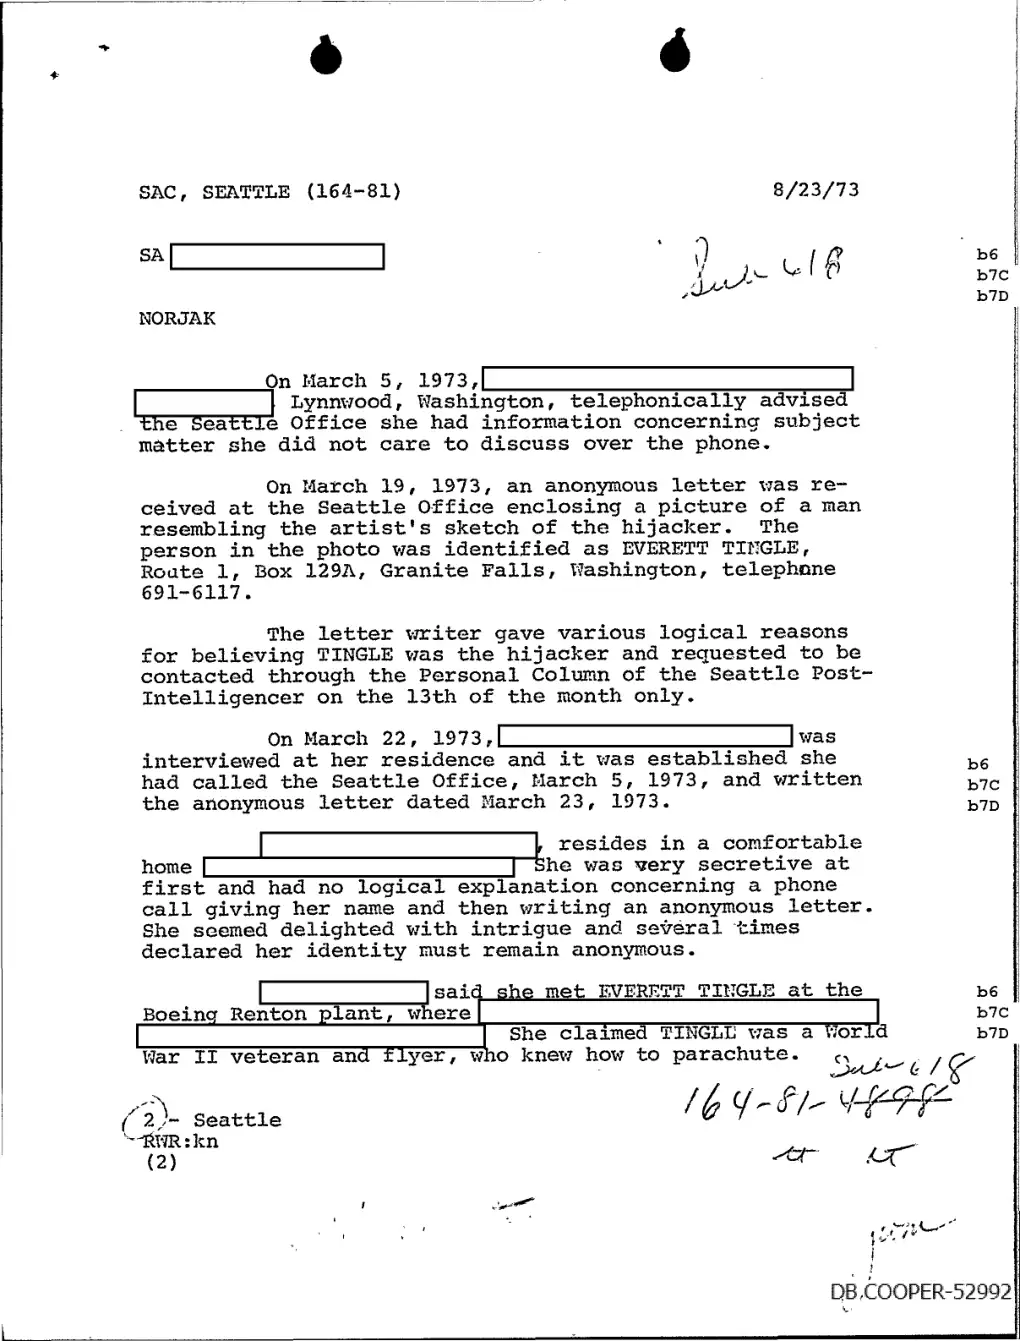 SAC, SEATTLE (164-81) 8/23/73
SA b6
b7C
b7D
Sub 618
NORJAK
On March 5, 1973,
Lynnwood, Washington, telephonically advised
the Seattle Office she had information concerning subject
matter she did not care to discuss over the phone.
On March 19, 1973, an anonymous letter was re-
ceived at the Seattle Office enclosing a picture of a man
resembling the artist's sketch of the hijacker. The
person in the photo was identified as EVERETT TINGLE,
Route 1, Box 129A, Granite Falls, Washington, telephone
691-6117.
The letter writer gave various logical reasons
for believing TINGLE was the hijacker and requested to be
contacted through the Personal Column of the Seattle Post-
Intelligencer on the 13th of the month only.
On March 22, 1973, was
interviewed at her residence and it was established she b6
had called the Seattle Office, March 5, 1973, and written b7C
the anonymous letter dated March 23, 1973. b7D
, resides in a comfortable
home She was very secretive at
first and had no logical explanation concerning a phone
call giving her name and then writing an anonymous letter.
She seemed delighted with intrigue and several times
declared her identity must remain anonymous.
said she met EVERETT TINGLE at the b6
Boeing Renton plant, where b7C
She claimed TINGLE was a World b7D
War II veteran and flyer, who knew how to parachute.
Sub 618
164-81-4898
2 - Seattle
RWR:kn
(2)
DB COOPER-52992